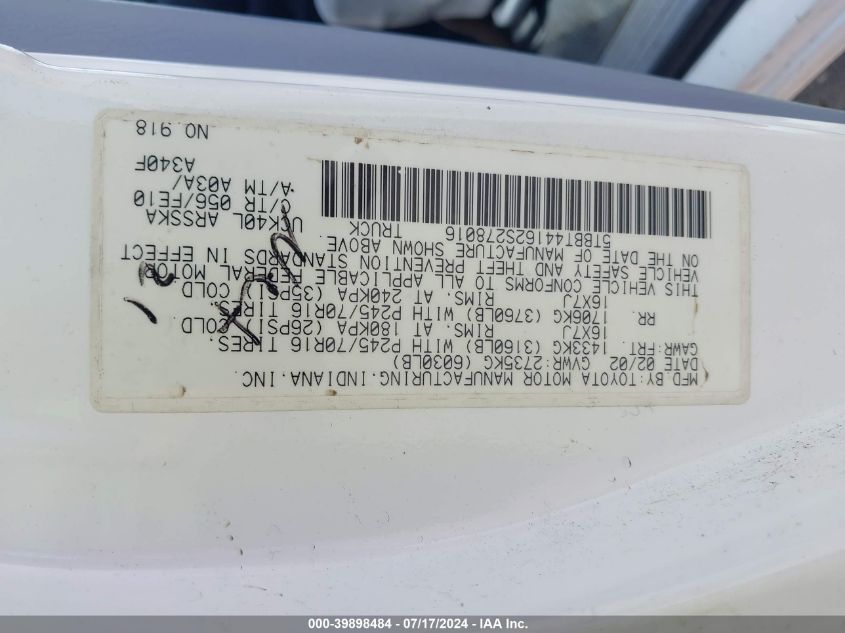 MFD.BY:TOYOTA MOTOR MANUFACTURING.INDIANA.INC.
DATE 02/02 GVWR:2735KG (6030LB)
GAWR:FRT 1433KG (3160LB) WITH P245/70R16 TIRES
16X7J RIMS. AT 180KPA (26PSI) COLD
RR 1706KG (3760LB) WITH P245/70R16 TIRES
16X7J RIMS. AT 240KPA (35PSI) COLD
THIS VEHICLE CONFORMS TO ALL APPLICABLE FEDERAL MOTOR
VEHICLE SAFETY AND THEFT PREVENTION STANDARDS IN EFFECT
ON THE DATE OF MANUFACTURE SHOWN ABOVE
5TBBT44162S278016 TRUCK
UCK40L ARSSKA
C/TR 056/FE10
A/TM A03A/
A340F
NO.918
000-39898484 - 07/17/2024 - IAA Inc.